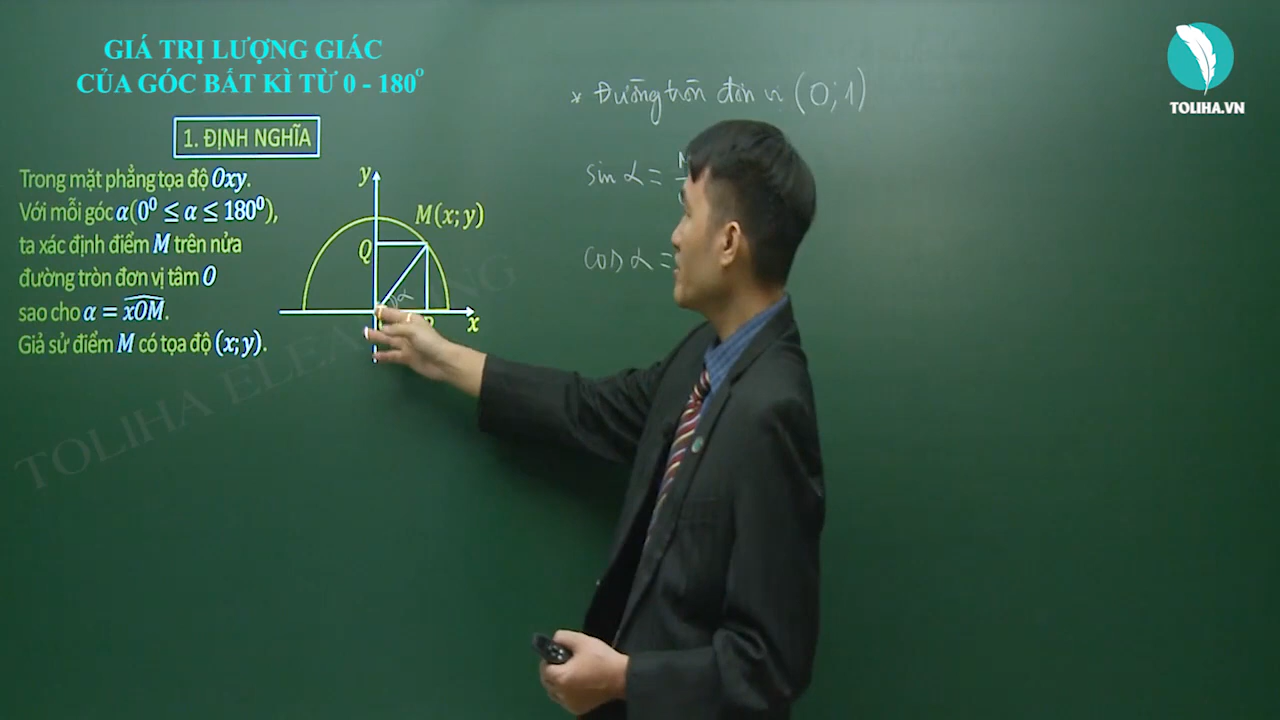 GIÁ TRỊ LƯỢNG GIÁC
CỦA GÓC BẤT KÌ TỪ 0 - 180°
1. ĐỊNH NGHĨA
Trong mặt phẳng tọa độ Oxy.
Với mỗi góc α(0⁰ ≤ α ≤ 180⁰),
ta xác định điểm M trên nửa
đường tròn đơn vị tâm O
sao cho α = xOM.
Giả sử điểm M có tọa độ (x; y).
y
M(x; y)
Q
α
x
* Đường tròn đơn vị (O; 1)
sin α =
cos α =
TOLIHA.VN
TOLIHA ELEARNING